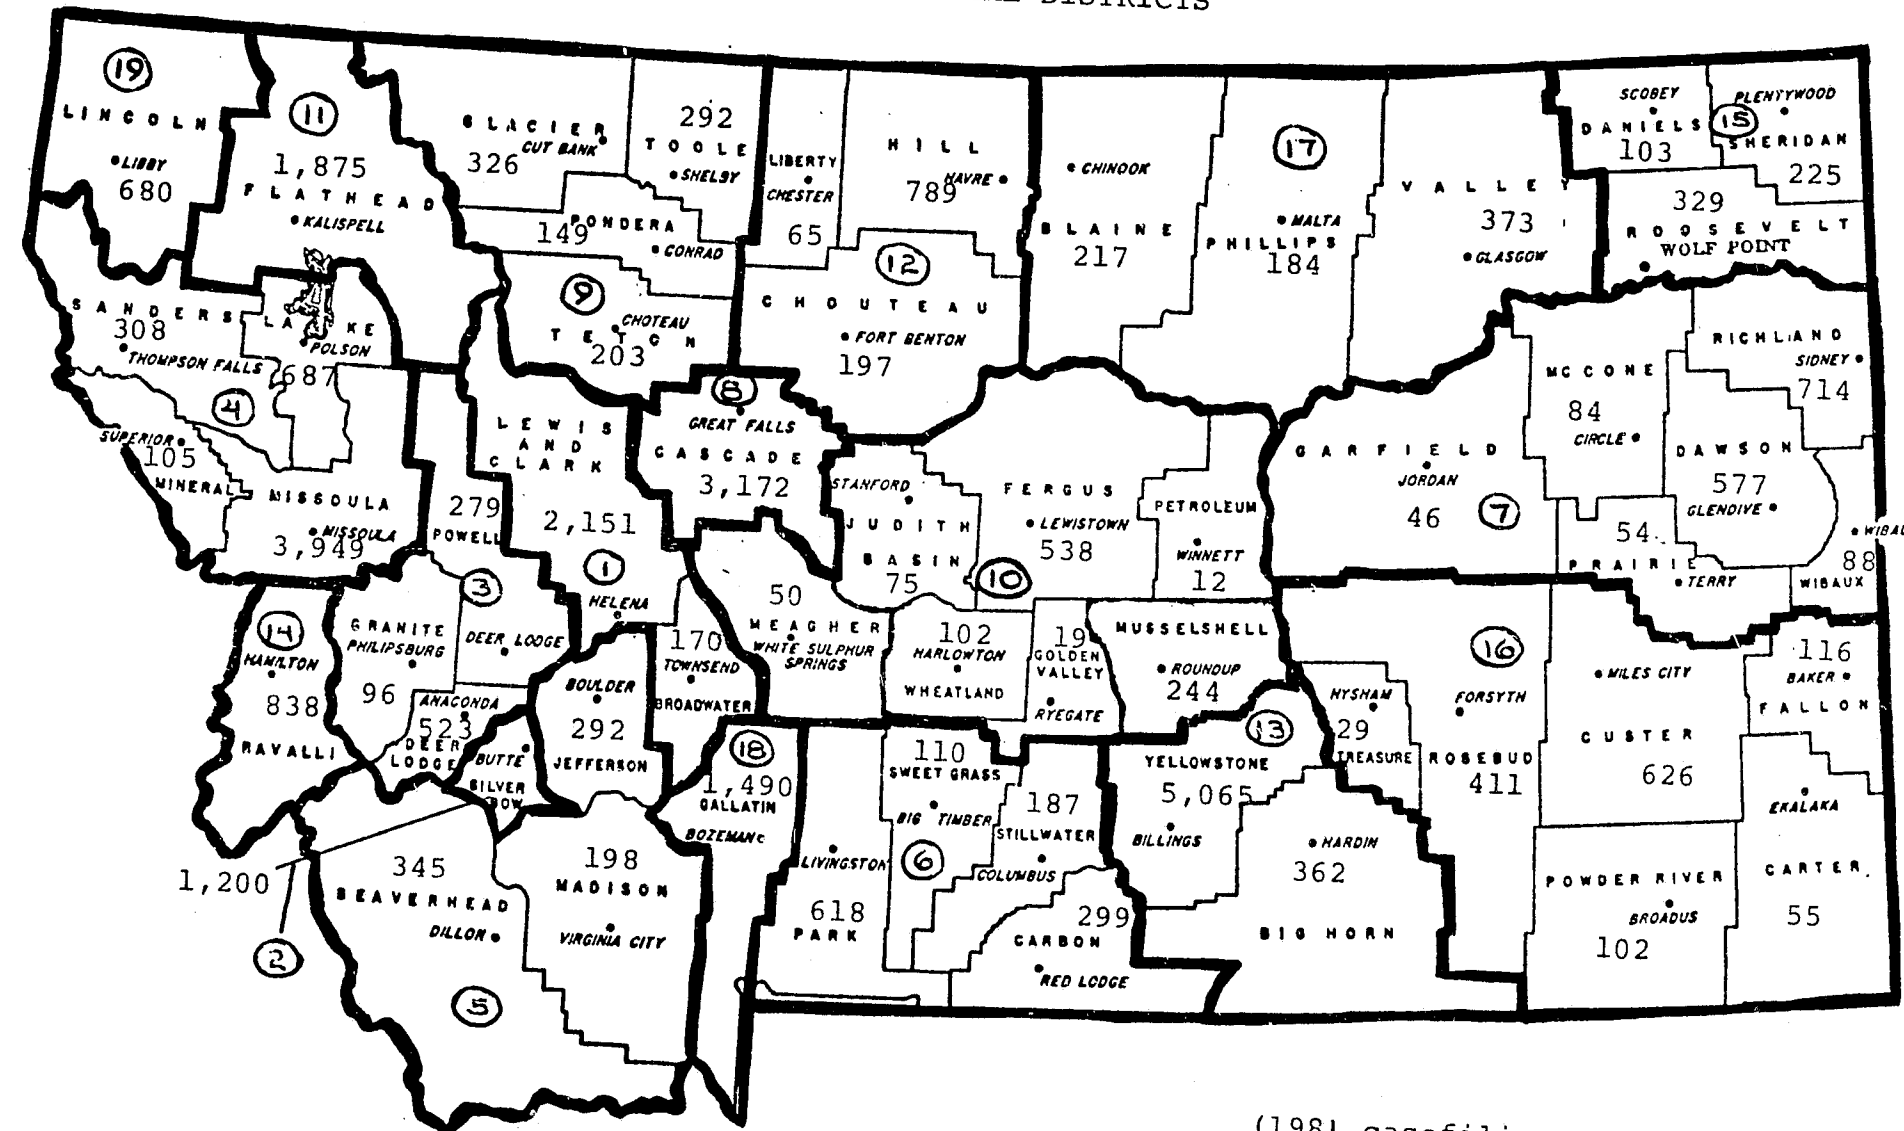 DISTRICTS
19
LINCOLN
LIBBY
680
11
1,875
FLATHEAD
KALISPELL
GLACIER
CUT BANK
326
292
TOOLE
SHELBY
PONDERA
149
CONRAD
LIBERTY
CHESTER
65
HILL
HAVRE
789
12
CHOUTEAU
FORT BENTON
197
CHINOOK
BLAINE
217
17
MALTA
PHILLIPS
184
VALLEY
373
GLASGOW
SCOBEY
DANIELS
103
15
PLENTYWOOD
SHERIDAN
225
329
ROOSEVELT
WOLF POINT
9
CHOTEAU
TETON
203
SANDERS
308
THOMPSON FALLS
LAKE
POLSON
687
4
SUPERIOR
105
MINERAL
MISSOULA
MISSOULA
3,949
279
POWELL
3
DEER LODGE
LEWIS
AND
CLARK
2,151
1
HELENA
8
GREAT FALLS
CASCADE
3,172
STANFORD
JUDITH
BASIN
75
FERGUS
LEWISTOWN
538
10
PETROLEUM
WINNETT
12
GARFIELD
JORDAN
46
7
MC CONE
84
CIRCLE
RICHLAND
SIDNEY
714
DAWSON
577
GLENDIVE
54
PRAIRIE
TERRY
WIBAU
88
WIBAUX
14
HAMILTON
838
RAVALLI
GRANITE
PHILIPSBURG
96
ANACONDA
523
DEER
LODGE
BUTTE
SILVER
BOW
BOULDER
292
JEFFERSON
170
TOWNSEND
BROADWATER
50
MEAGHER
WHITE SULPHUR
SPRINGS
102
HARLOWTON
WHEATLAND
19
GOLDEN
VALLEY
RYEGATE
MUSSELSHELL
ROUNDUP
244
16
FORSYTH
ROSEBUD
411
HYSHAM
29
TREASURE
MILES CITY
CUSTER
626
116
BAKER
FALLON
18
1,490
GALLATIN
BOZEMAN
110
SWEET GRASS
BIG TIMBER
6
187
STILLWATER
COLUMBUS
13
YELLOWSTONE
5,065
BILLINGS
HARDIN
362
BIG HORN
EKALAKA
CARTER
55
POWDER RIVER
BROADUS
102
1,200
2
345
BEAVERHEAD
DILLON
5
198
MADISON
VIRGINIA CITY
LIVINGSTON
618
PARK
299
CARBON
RED LODGE